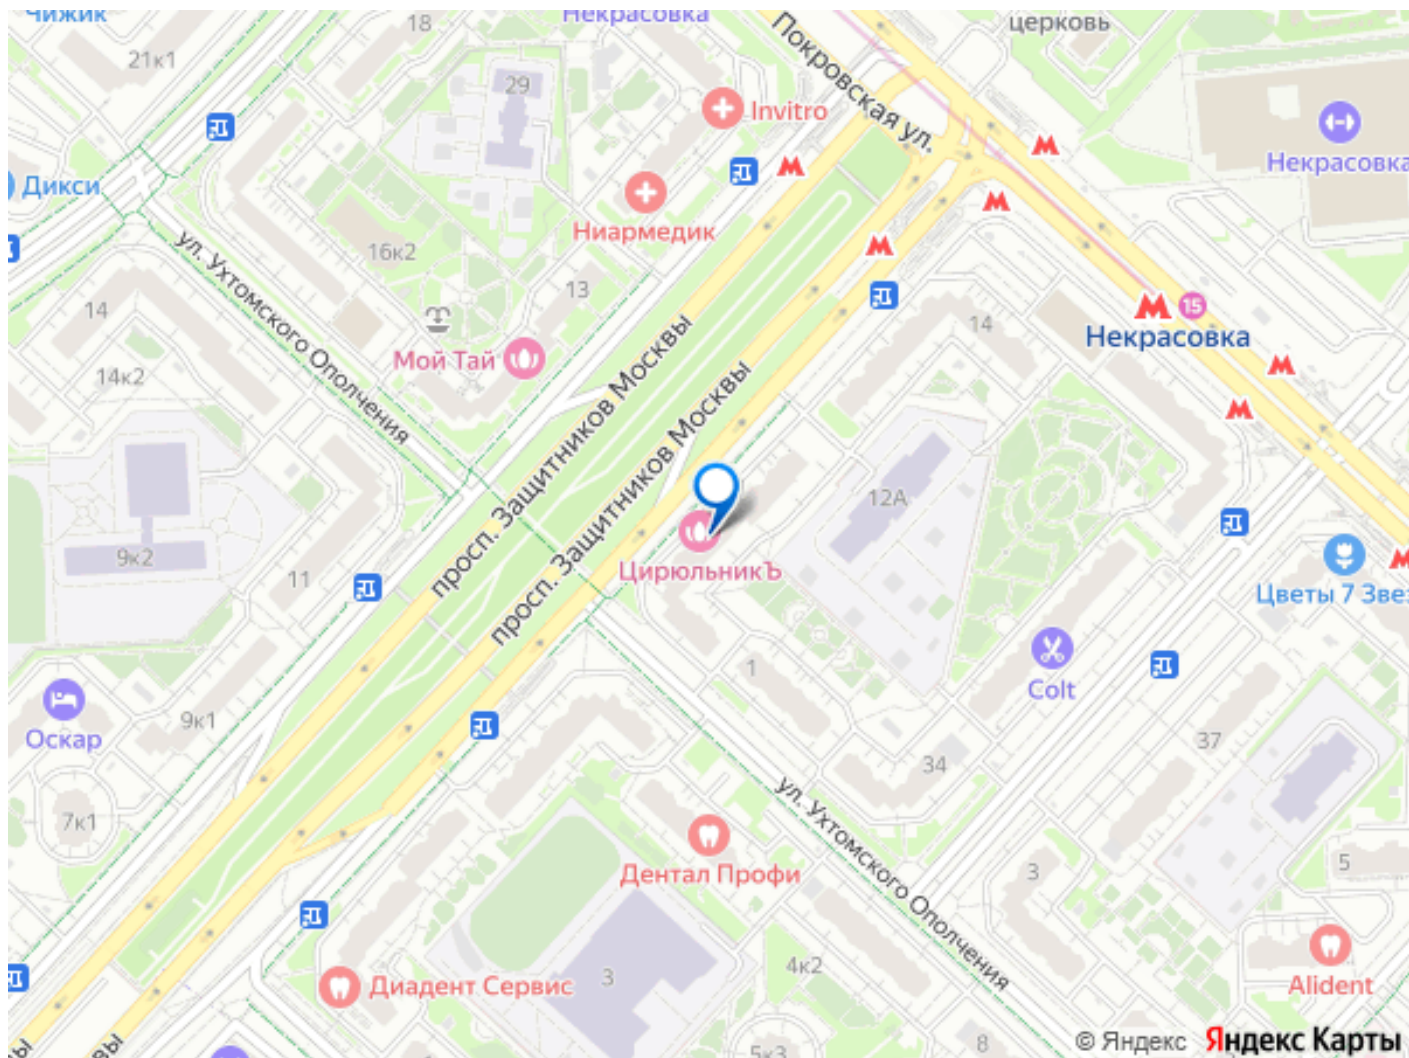 Чижик
18
Некрасовка
церковь
21к1
Покровская ул.
29
Invitro
Некрасовка
Дикси
Ниармедик
16к2
ул. Ухтомского Ополчения
13
15
14
14
Некрасовка
Мой Тай
14к2
просп. Защитников Москвы
просп. Защитников Москвы
12А
9к2
11
ЦирюльникЪ
Цветы 7 Звез
1
Colt
9к1
Оскар
37
34
7к1
ул. Ухтомского Ополчения
Дентал Профи
3
5
Диадент Сервис
3
4к2
Alident
8
5к3
© Яндекс Яндекс Карты